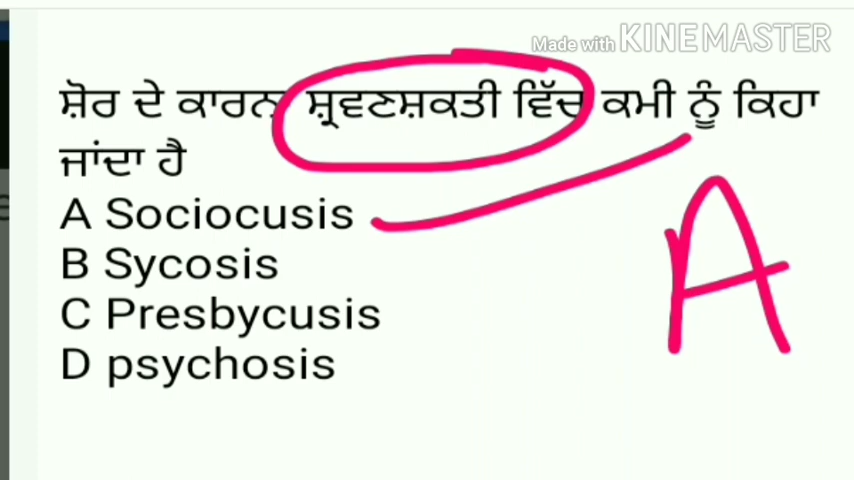 Made with KINEMASTER
ਸ਼ੋਰ ਦੇ ਕਾਰਨ ਸ਼੍ਰਵਣਸ਼ਕਤੀ ਵਿੱਚ ਕਮੀ ਨੂੰ ਕਿਹਾ
ਜਾਂਦਾ ਹੈ
A Sociocusis
B Sycosis
C Presbycusis
D psychosis
A